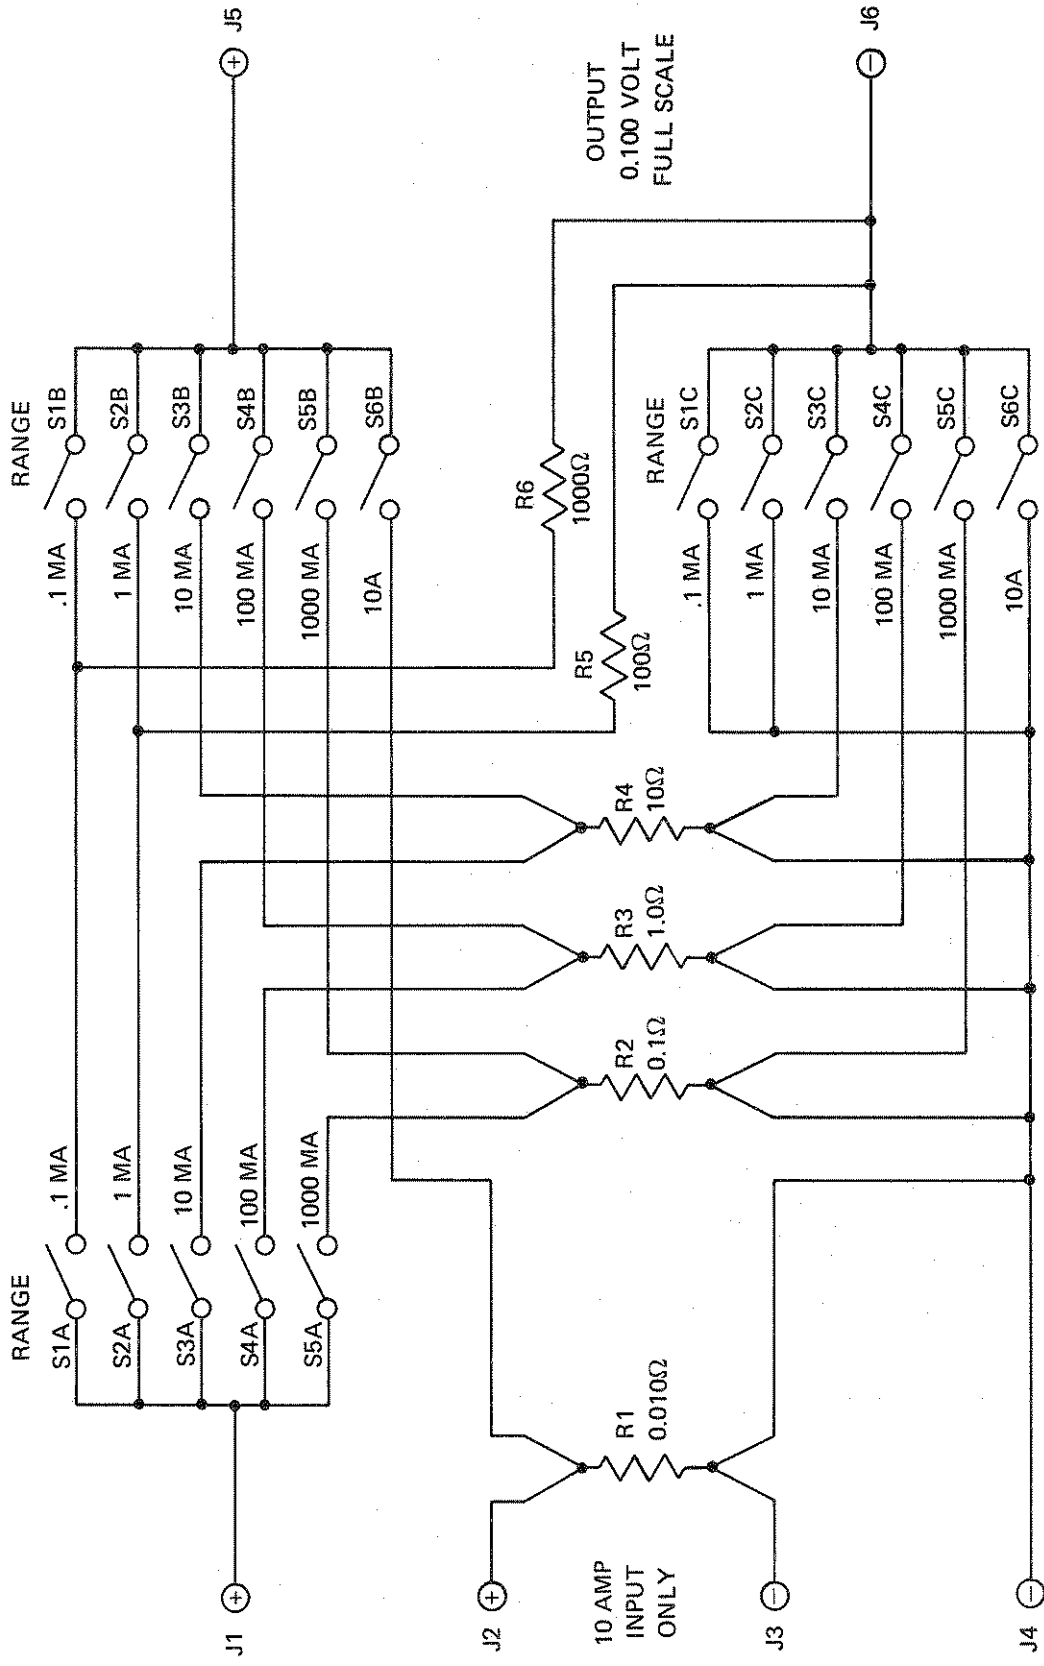 RANGE
S1A
.1 MA
S2A
1 MA
S3A
10 MA
S4A
100 MA
S5A
1000 MA
RANGE
.1 MA
S1B
1 MA
S2B
10 MA
S3B
100 MA
S4B
1000 MA
S5B
10A
S6B
J1
J5
J2
10 AMP
INPUT
ONLY
J3
J4
R1
0.010Ω
R2
0.1Ω
R3
1.0Ω
R4
10Ω
R5
100Ω
R6
1000Ω
OUTPUT
0.100 VOLT
FULL SCALE
RANGE
.1 MA
S1C
1 MA
S2C
10 MA
S3C
100 MA
S4C
1000 MA
S5C
10A
S6C
J6